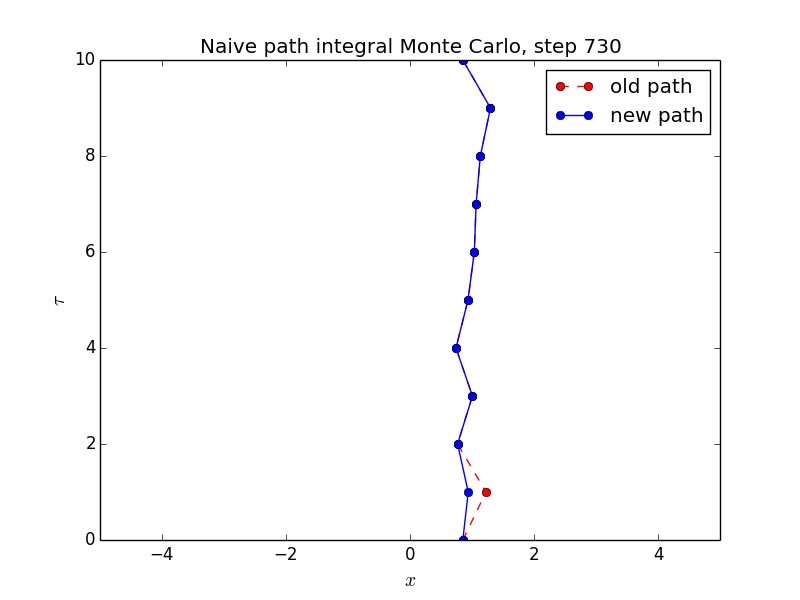 Naive path integral Monte Carlo, step 730
10
old path
new path
8
6
τ
4
2
0
−4
−2
0
2
4
x